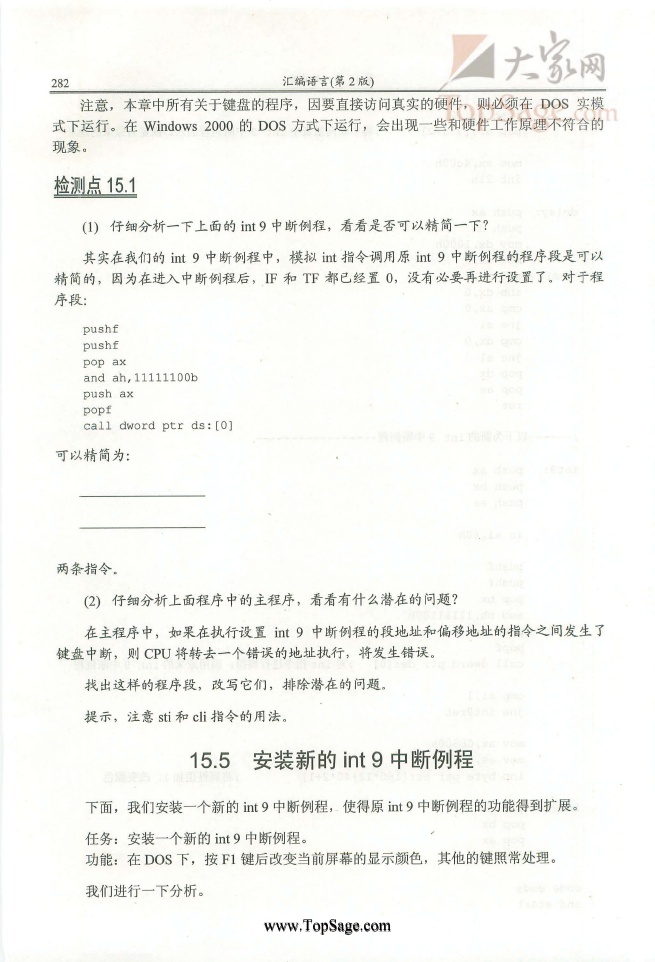 大家网
TopSage.com
282
汇编语言(第 2 版)
注意，本章中所有关于键盘的程序，因要直接访问真实的硬件，则必须在 DOS 实模
式下运行。在 Windows 2000 的 DOS 方式下运行，会出现一些和硬件工作原理不符合的
现象。
检测点 15.1
(1) 仔细分析一下上面的 int 9 中断例程，看看是否可以精简一下？
其实在我们的 int 9 中断例程中，模拟 int 指令调用原 int 9 中断例程的程序段是可以
精简的，因为在进入中断例程后，IF 和 TF 都已经置 0，没有必要再进行设置了。对于程
序段：
pushf
pushf
pop ax
and ah,11111100b
push ax
popf
call dword ptr ds:[0]
可以精简为：
两条指令。
(2) 仔细分析上面程序中的主程序，看看有什么潜在的问题？
在主程序中，如果在执行设置 int 9 中断例程的段地址和偏移地址的指令之间发生了
键盘中断，则 CPU 将转去一个错误的地址执行，将发生错误。
找出这样的程序段，改写它们，排除潜在的问题。
提示，注意 sti 和 cli 指令的用法。
15.5 安装新的 int 9 中断例程
下面，我们安装一个新的 int 9 中断例程，使得原 int 9 中断例程的功能得到扩展。
任务：安装一个新的 int 9 中断例程。
功能：在 DOS 下，按 F1 键后改变当前屏幕的显示颜色，其他的键照常处理。
我们进行一下分析。
www.TopSage.com